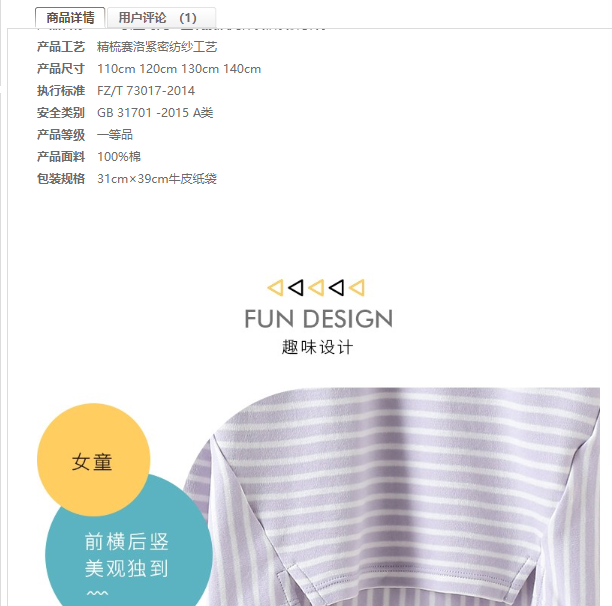 商品详情 用户评论 （1）
产品工艺 精梳赛洛紧密纺纱工艺
产品尺寸 110cm 120cm 130cm 140cm
执行标准 FZ/T 73017-2014
安全类别 GB 31701 -2015 A类
产品等级 一等品
产品面料 100%棉
包装规格 31cm×39cm牛皮纸袋
FUN DESIGN
趣味设计
女童
前横后竖
美观独到